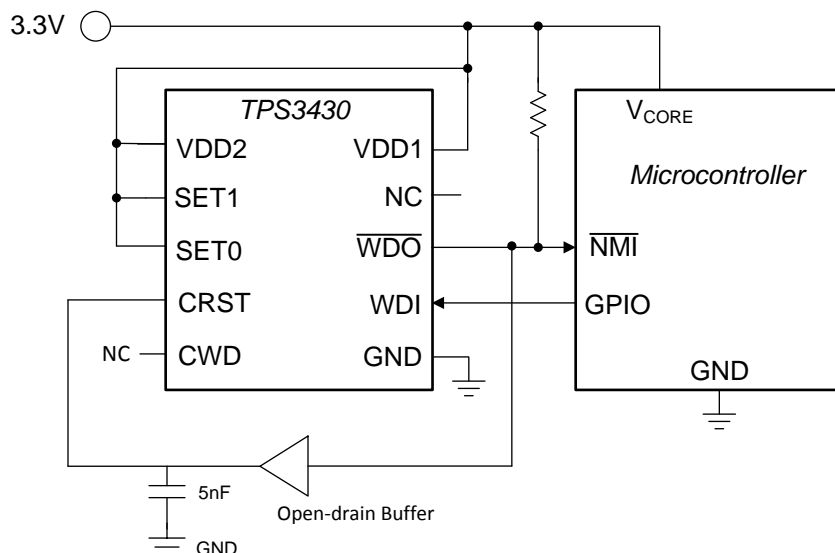 3.3V
TPS3430
VDD2
VDD1
SET1
NC
SET0
WDO
CRST
WDI
NC
CWD
GND
VCORE
Microcontroller
NMI
GPIO
GND
5nF
Open-drain Buffer
GND